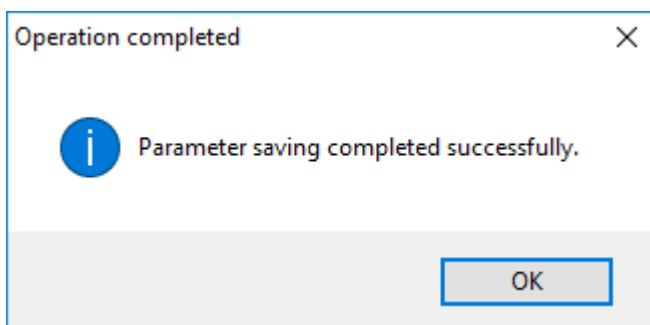 Operation completed
Parameter saving completed successfully.
OK